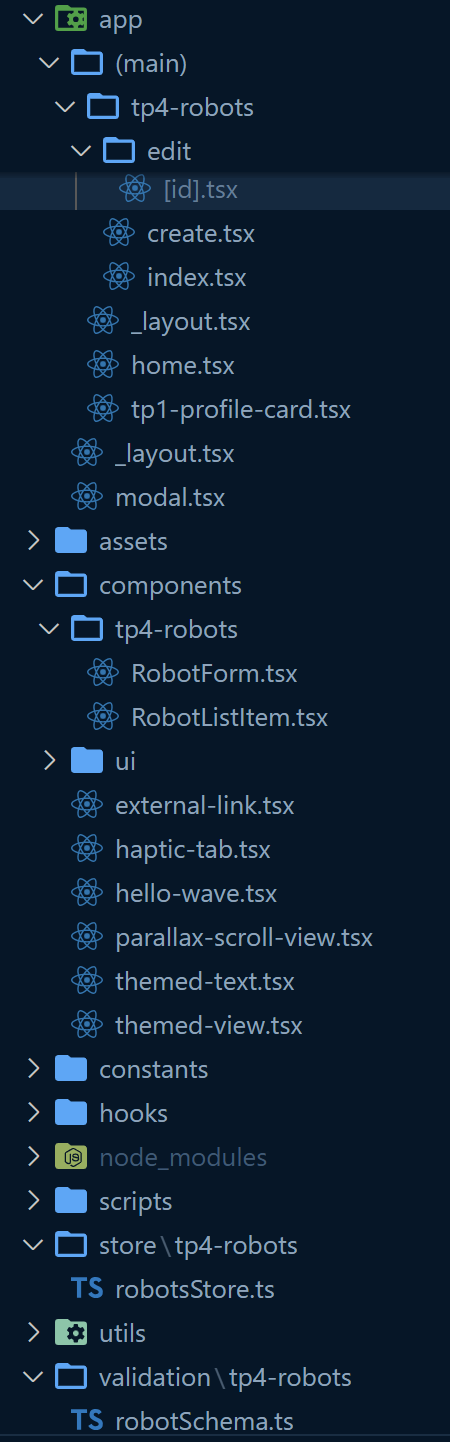 app
(main)
tp4-robots
edit
[id].tsx
create.tsx
index.tsx
_layout.tsx
home.tsx
tp1-profile-card.tsx
_layout.tsx
modal.tsx
assets
components
tp4-robots
RobotForm.tsx
RobotListItem.tsx
ui
external-link.tsx
haptic-tab.tsx
hello-wave.tsx
parallax-scroll-view.tsx
themed-text.tsx
themed-view.tsx
constants
hooks
JS node_modules
scripts
store\tp4-robots
TS robotsStore.ts
utils
validation\tp4-robots
TS robotSchema.ts